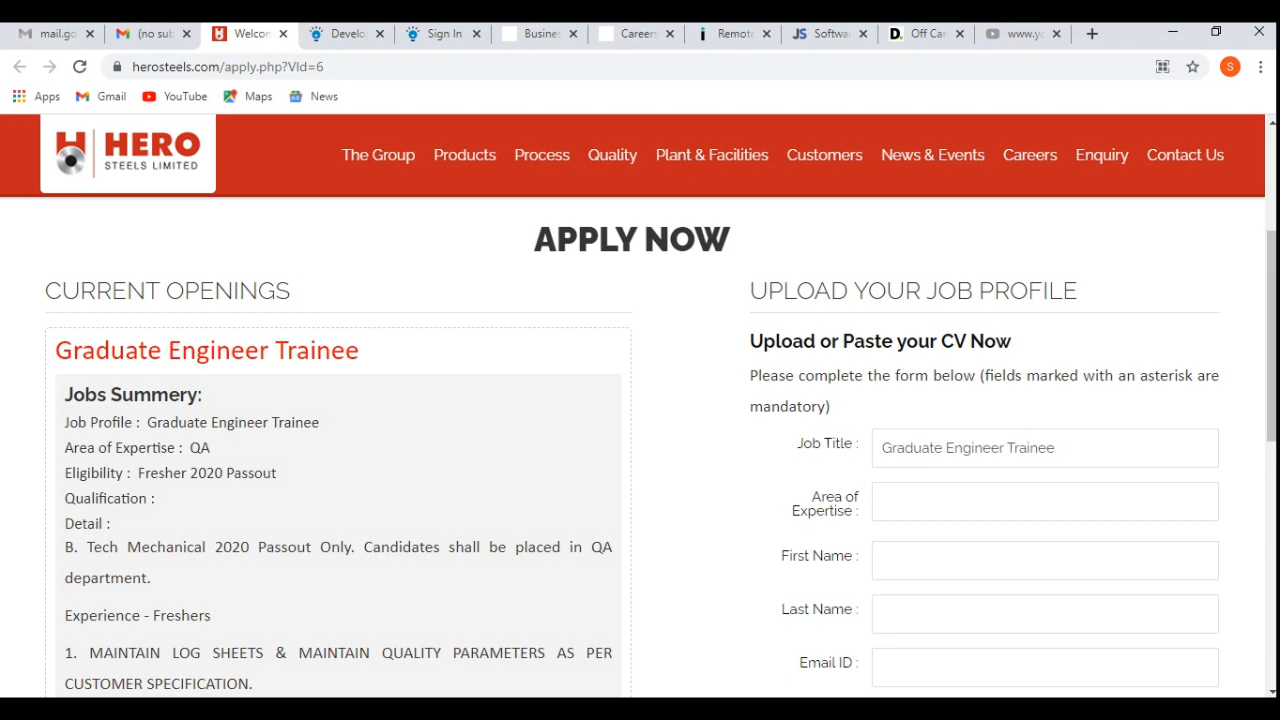 mail.go
(no sub
Welcon
Develo
Sign In
Busine
Careers
Remote
JS Softwa
D. Off Car
www.yo
herosteels.com/apply.php?VId=6
S
Apps
Gmail
YouTube
Maps
News
HERO
STEELS LIMITED
The Group
Products
Process
Quality
Plant & Facilities
Customers
News & Events
Careers
Enquiry
Contact Us
APPLY NOW
CURRENT OPENINGS
Graduate Engineer Trainee
Jobs Summary:
Job Profile : Graduate Engineer Trainee
Area of Expertise : QA
Eligibility : Fresher 2020 Passout
Qualification :
Detail :
B. Tech Mechanical 2020 Passout Only. Candidates shall be placed in QA
department.
Experience - Freshers
1. MAINTAIN LOG SHEETS & MAINTAIN QUALITY PARAMETERS AS PER
CUSTOMER SPECIFICATION.
UPLOAD YOUR JOB PROFILE
Upload or Paste your CV Now
Please complete the form below (fields marked with an asterisk are
mandatory)
Job Title : Graduate Engineer Trainee
Area of
Expertise :
First Name :
Last Name :
Email ID :